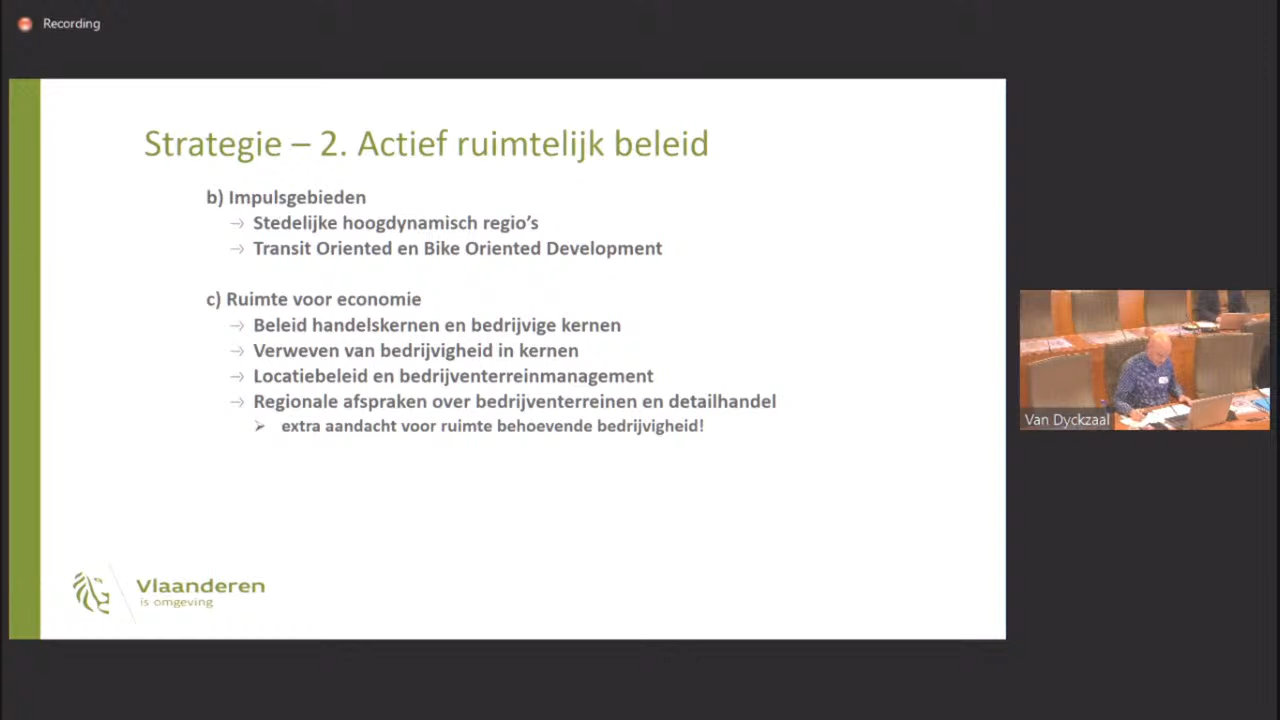 Recording
Strategie – 2. Actief ruimtelijk beleid
b) Impulsgebieden
→ Stedelijke hoogdynamisch regio’s
→ Transit Oriented en Bike Oriented Development
c) Ruimte voor economie
→ Beleid handelskernen en bedrijvige kernen
→ Verweven van bedrijvigheid in kernen
→ Locatiebeleid en bedrijventerreinmanagement
→ Regionale afspraken over bedrijventerreinen en detailhandel
➢ extra aandacht voor ruimte behoevende bedrijvigheid!
Van Dyckzaal
Vlaanderen
is omgeving